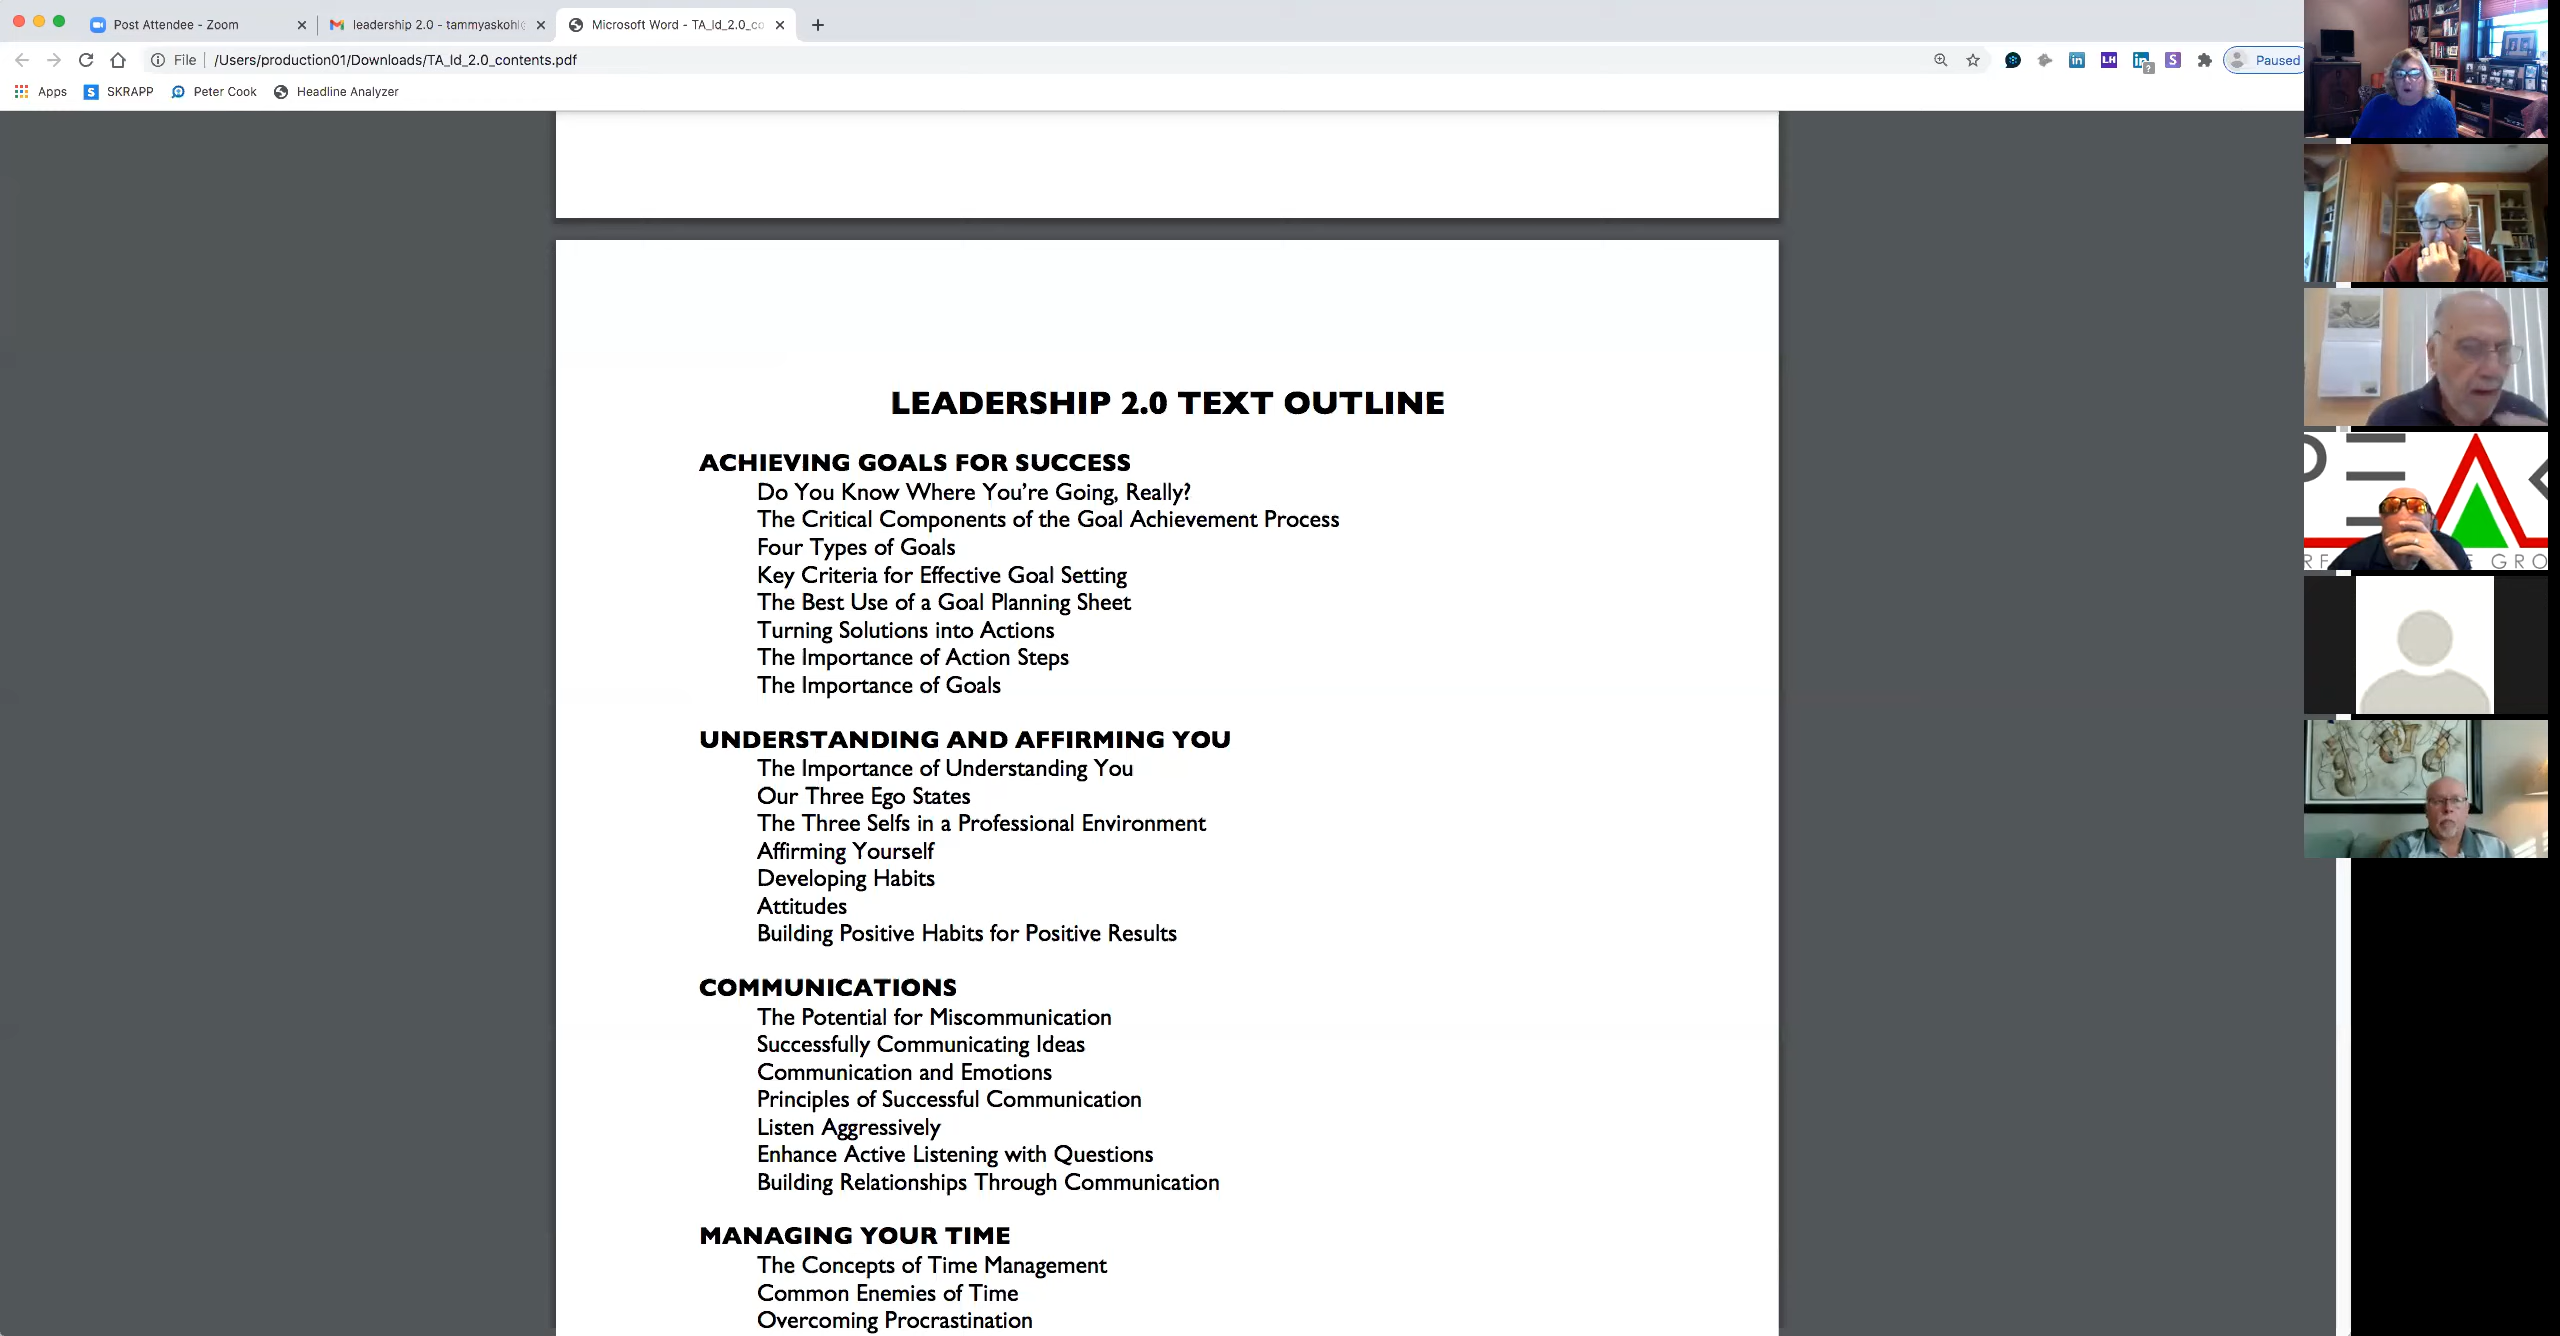 Post Attendee - Zoom
leadership 2.0 - tammyaskohle
Microsoft Word - TA_ld_2.0_co
File
/Users/production01/Downloads/TA_ld_2.0_contents.pdf
LH
Paused
Apps
SKRAPP
Peter Cook
Headline Analyzer
LEADERSHIP 2.0 TEXT OUTLINE
ACHIEVING GOALS FOR SUCCESS
Do You Know Where You’re Going, Really?
The Critical Components of the Goal Achievement Process
Four Types of Goals
Key Criteria for Effective Goal Setting
The Best Use of a Goal Planning Sheet
Turning Solutions into Actions
The Importance of Action Steps
The Importance of Goals
UNDERSTANDING AND AFFIRMING YOU
The Importance of Understanding You
Our Three Ego States
The Three Selfs in a Professional Environment
Affirming Yourself
Developing Habits
Attitudes
Building Positive Habits for Positive Results
COMMUNICATIONS
The Potential for Miscommunication
Successfully Communicating Ideas
Communication and Emotions
Principles of Successful Communication
Listen Aggressively
Enhance Active Listening with Questions
Building Relationships Through Communication
MANAGING YOUR TIME
The Concepts of Time Management
Common Enemies of Time
Overcoming Procrastination